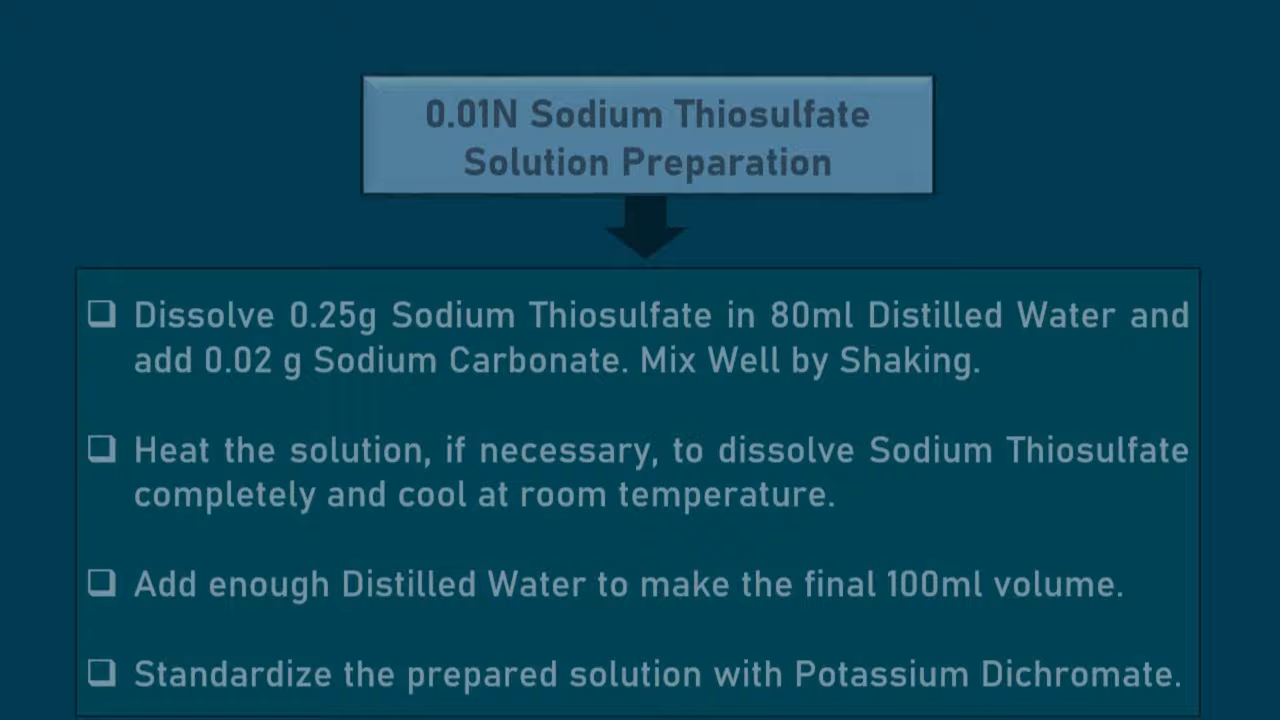 0.01N Sodium Thiosulfate
Solution Preparation
Dissolve 0.25g Sodium Thiosulfate in 80ml Distilled Water and
add 0.02 g Sodium Carbonate. Mix Well by Shaking.
Heat the solution, if necessary, to dissolve Sodium Thiosulfate
completely and cool at room temperature.
Add enough Distilled Water to make the final 100ml volume.
Standardize the prepared solution with Potassium Dichromate.